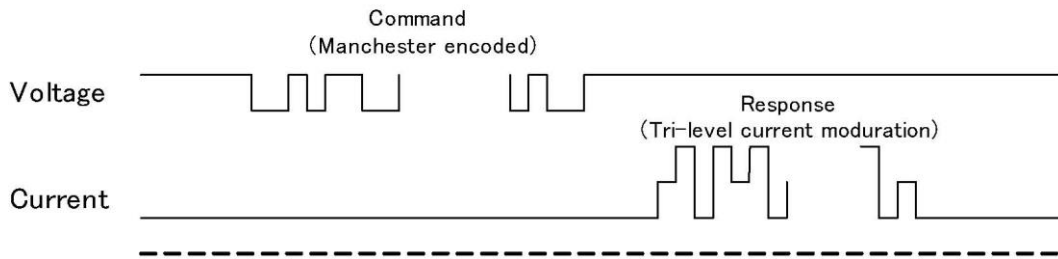 Command
(Manchester encoded)
Voltage
Response
(Tri-level current moduration)
Current